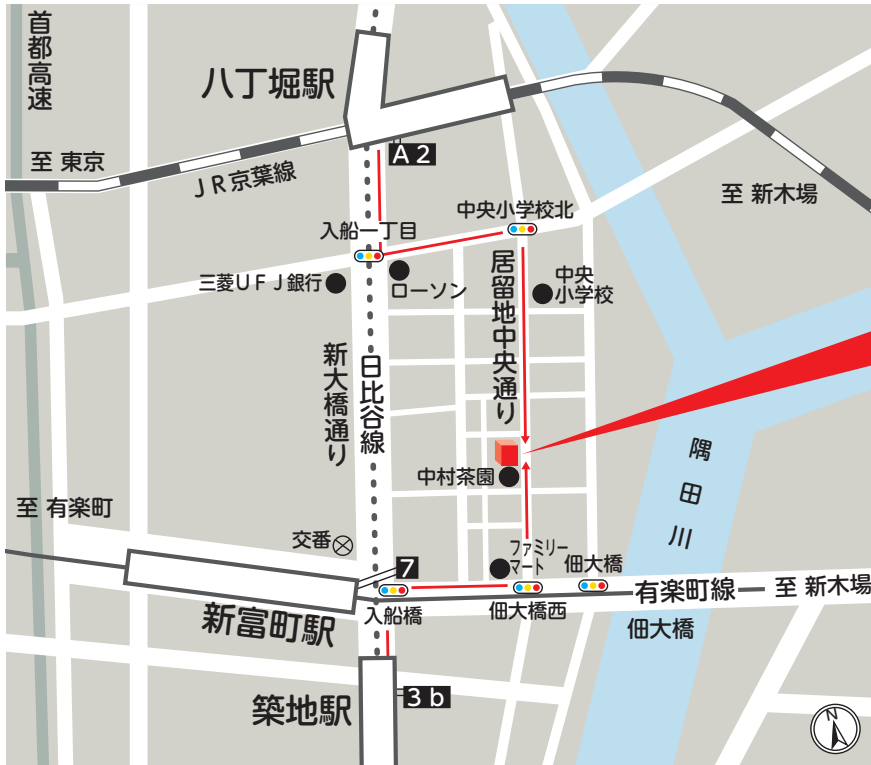 首都高速
八丁堀駅
A2
至 東京
JR京葉線
至 新木場
中央小学校北
入船一丁目
三菱UFJ銀行
ローソン
居留地中央通り
中央
小学校
新大橋通り
日比谷線
隅田川
中村茶園
至 有楽町
交番
7
ファミリー
マート
佃大橋
有楽町線
至 新木場
入船橋
佃大橋西
佃大橋
新富町駅
築地駅
3b
N